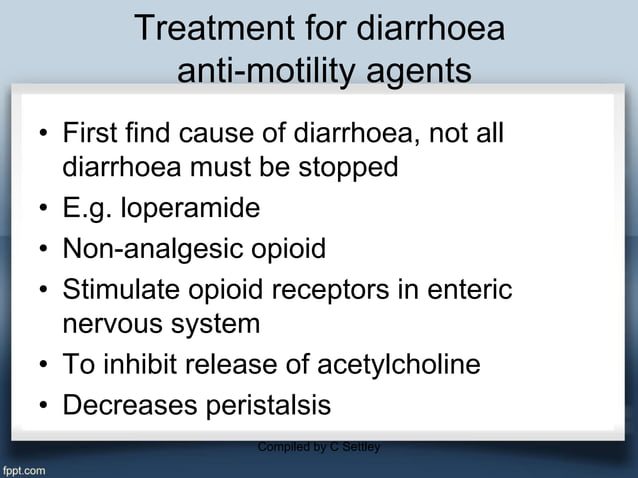 Treatment for diarrhoea
anti-motility agents
• First find cause of diarrhoea, not all
diarrhoea must be stopped
• E.g. loperamide
• Non-analgesic opioid
• Stimulate opioid receptors in enteric
nervous system
• To inhibit release of acetylcholine
• Decreases peristalsis
Compiled by C Settley
fppt.com